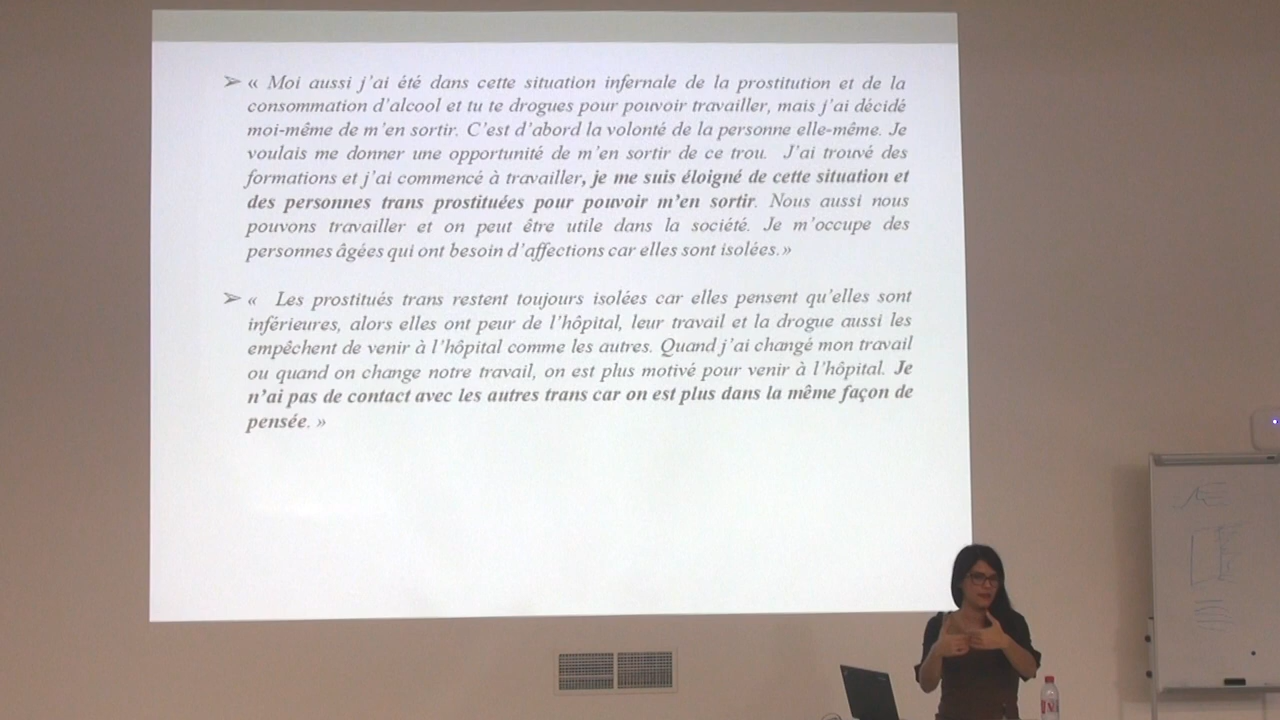 ➢ « Moi aussi j'ai été dans cette situation infernale de la prostitution et de la
consommation d'alcool et tu te drogues pour pouvoir travailler, mais j'ai décidé
moi-même de m'en sortir. C'est d'abord la volonté de la personne elle-même. Je
voulais me donner une opportunité de m'en sortir de ce trou. J'ai trouvé des
formations et j'ai commencé à travailler, je me suis éloigné de cette situation et
des personnes trans prostituées pour pouvoir m'en sortir. Nous aussi nous
pouvons travailler et on peut être utile dans la société. Je m'occupe des
personnes âgées qui ont besoin d'affections car elles sont isolées.»
➢ « Les prostitués trans restent toujours isolées car elles pensent qu'elles sont
inférieures, alors elles ont peur de l'hôpital, leur travail et la drogue aussi les
empêchent de venir à l'hôpital comme les autres. Quand j'ai changé mon travail
ou quand on change notre travail, on est plus motivé pour venir à l'hôpital. Je
n'ai pas de contact avec les autres trans car on est plus dans la même façon de
pensée. »